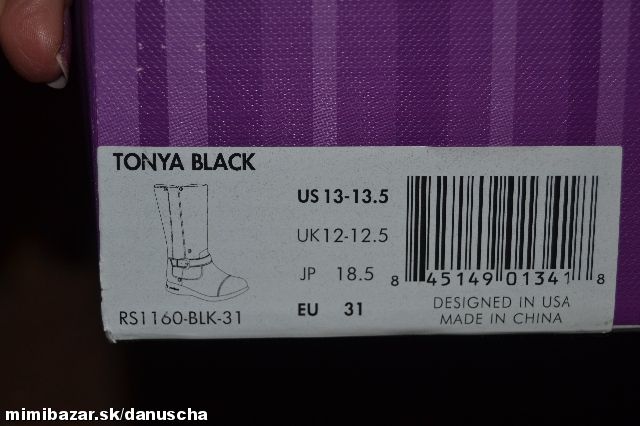 TONYA BLACK
US 13-13.5
UK 12-12.5
JP 18.5
EU 31
RS1160-BLK-31
8 45149 01341 8
DESIGNED IN USA
MADE IN CHINA
mimibazar.sk/danuscha